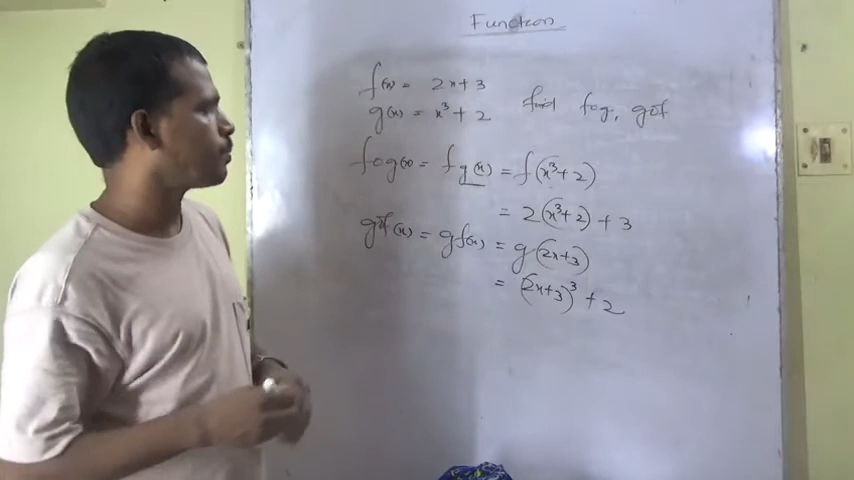 Function
f(x) = 2x+3
g(x) = x³+2 find fog, gof
fog(x) = fg(x) = f(x³+2)
= 2(x³+2)+3
gof(x) = gf(x) = g(2x+3)
= (2x+3)³+2